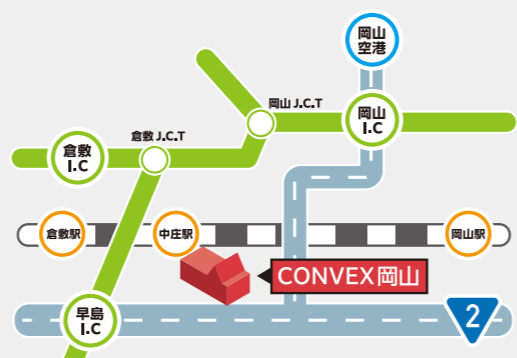 岡山
空港
岡山 J.C.T
岡山
I.C
倉敷 J.C.T
倉敷
I.C
倉敷駅
中庄駅
岡山駅
CONVEX岡山
早島
I.C
2